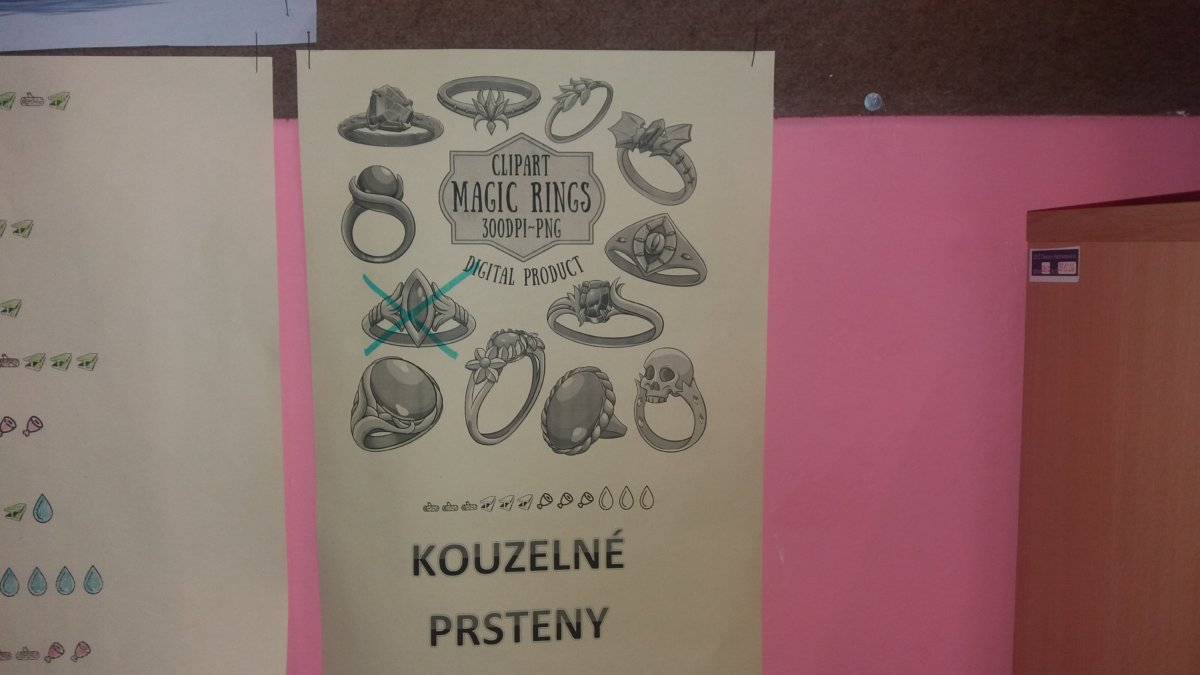 CLIPART
MAGIC RINGS
300DPI~PNG
DIGITAL PRODUCT
KOUZELNÉ
PRSTENY